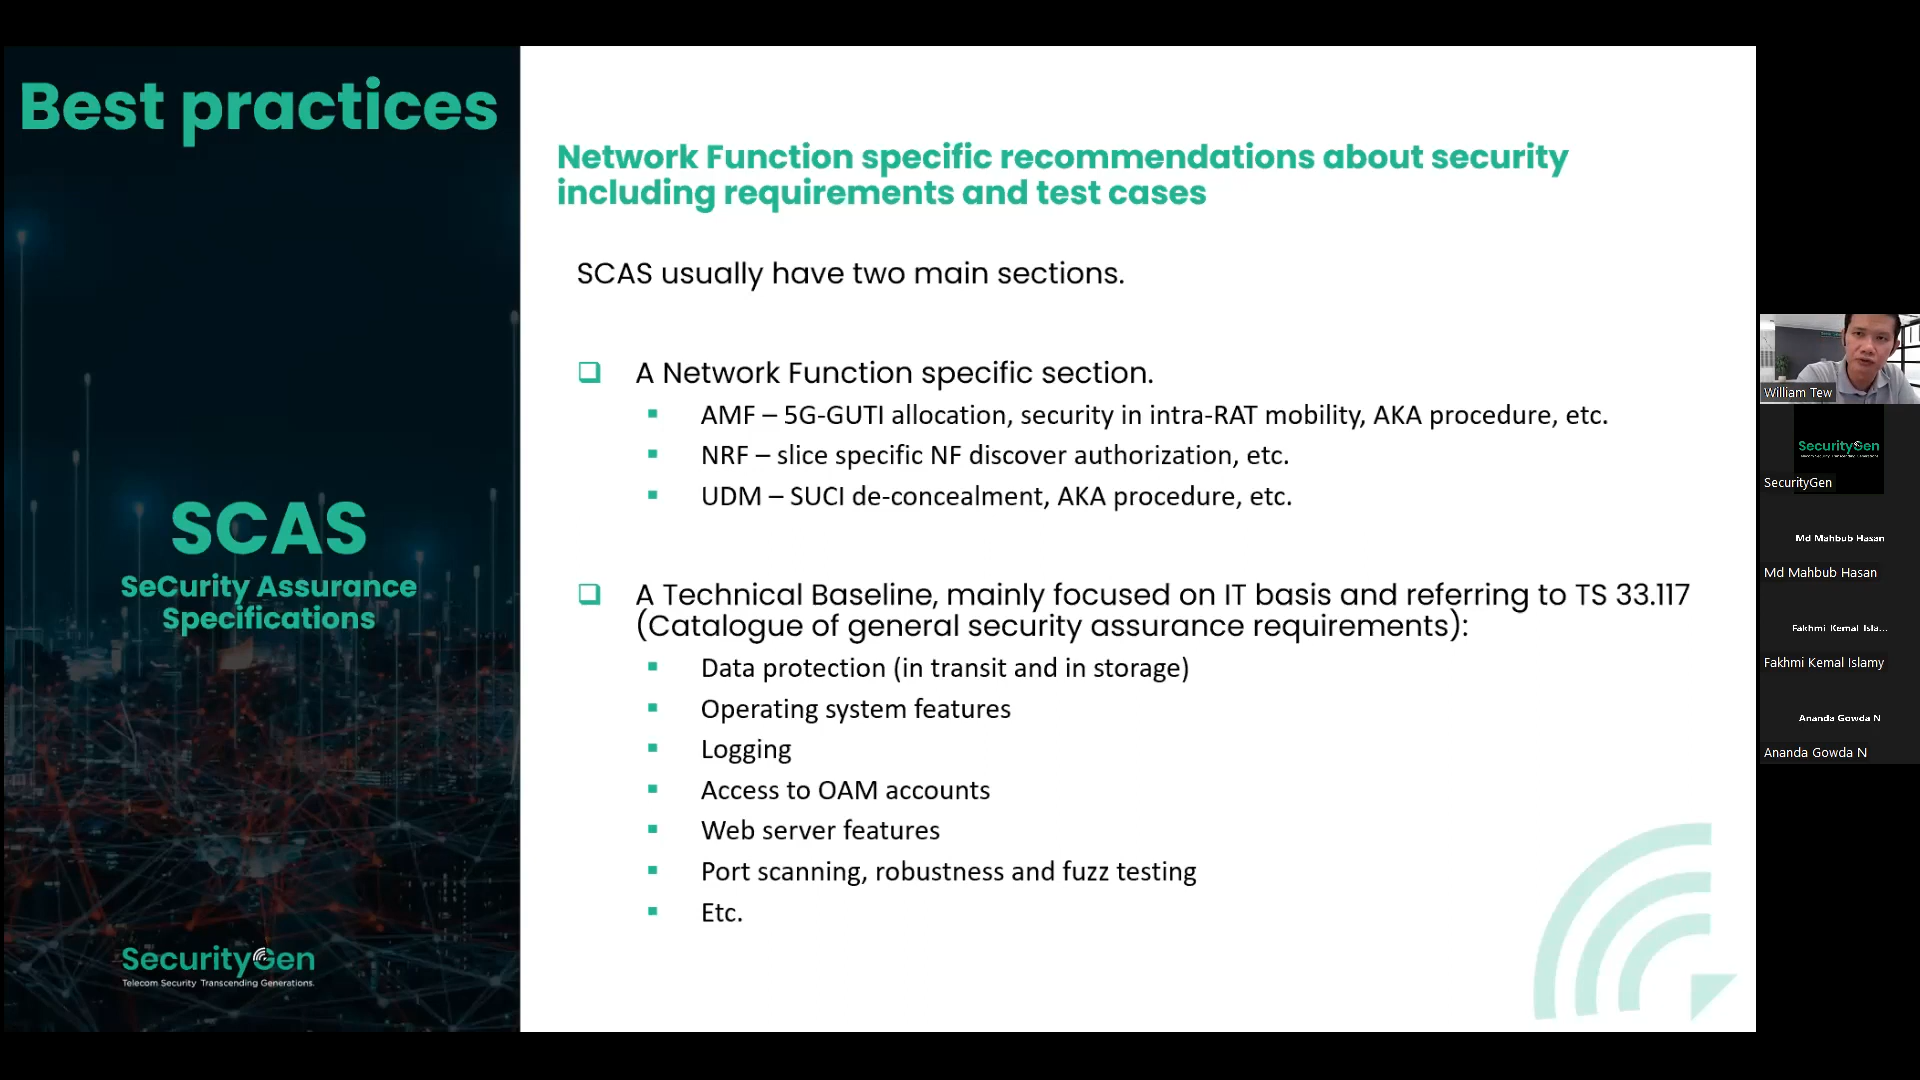 Best practices
SCAS
SeCurity Assurance
Specifications
SecurityGen
Telecom Security Transcending Generations.
Network Function specific recommendations about security
including requirements and test cases
SCAS usually have two main sections.
A Network Function specific section.
AMF – 5G-GUTI allocation, security in intra-RAT mobility, AKA procedure, etc.
NRF – slice specific NF discover authorization, etc.
UDM – SUCI de-concealment, AKA procedure, etc.
A Technical Baseline, mainly focused on IT basis and referring to TS 33.117
(Catalogue of general security assurance requirements):
Data protection (in transit and in storage)
Operating system features
Logging
Access to OAM accounts
Web server features
Port scanning, robustness and fuzz testing
Etc.
William Tew
SecurityGen
Telecom Security Transcending Generations.
SecurityGen
Md Mahbub Hasan
Md Mahbub Hasan
Fakhmi Kemal Isla...
Fakhmi Kemal Islamy
Ananda Gowda N
Ananda Gowda N